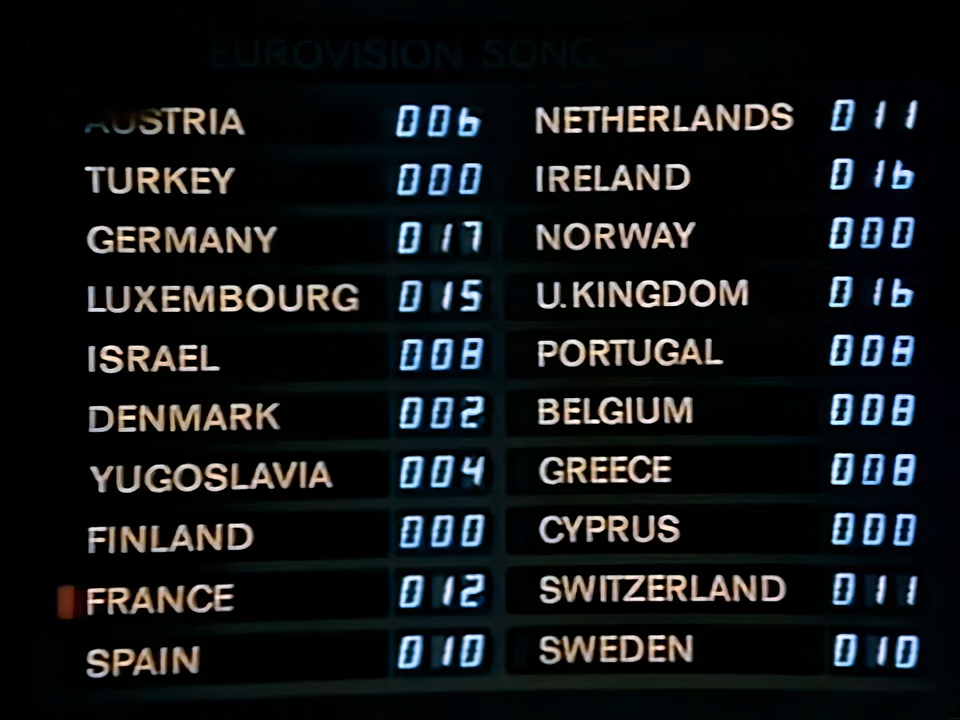 EUROVISION SONG
AUSTRIA 006
TURKEY 000
GERMANY 017
LUXEMBOURG 015
ISRAEL 008
DENMARK 002
YUGOSLAVIA 004
FINLAND 000
FRANCE 012
SPAIN 010
NETHERLANDS 011
IRELAND 016
NORWAY 000
U.KINGDOM 016
PORTUGAL 008
BELGIUM 008
GREECE 008
CYPRUS 000
SWITZERLAND 011
SWEDEN 010